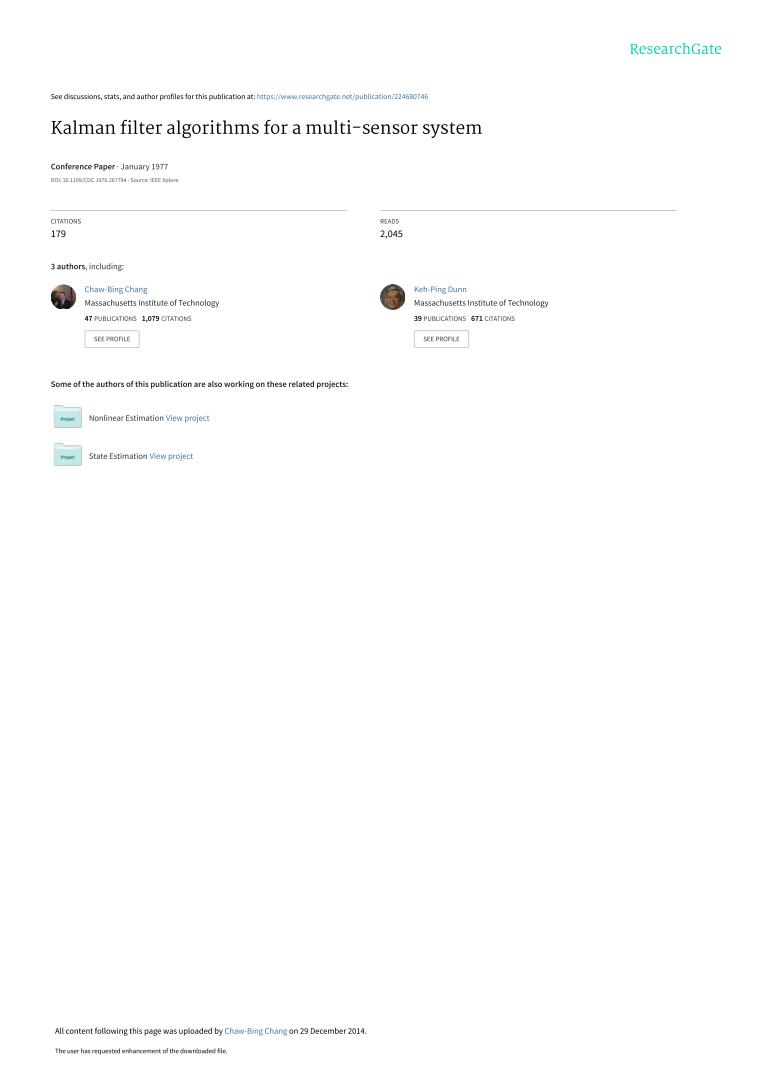 ResearchGate
See discussions, stats, and author profiles for this publication at: https://www.researchgate.net/publication/224680746
Kalman filter algorithms for a multi-sensor system
Conference Paper · January 1977
DOI: 10.1109/CDC.1976.267794 · Source: IEEE Xplore
CITATIONS
179
READS
2,045
3 authors, including:
Chaw-Bing Chang
Massachusetts Institute of Technology
47 PUBLICATIONS 1,079 CITATIONS
SEE PROFILE
Keh-Ping Dunn
Massachusetts Institute of Technology
39 PUBLICATIONS 671 CITATIONS
SEE PROFILE
Some of the authors of this publication are also working on these related projects:
Project
Nonlinear Estimation View project
Project
State Estimation View project
All content following this page was uploaded by Chaw-Bing Chang on 29 December 2014.
The user has requested enhancement of the downloaded file.